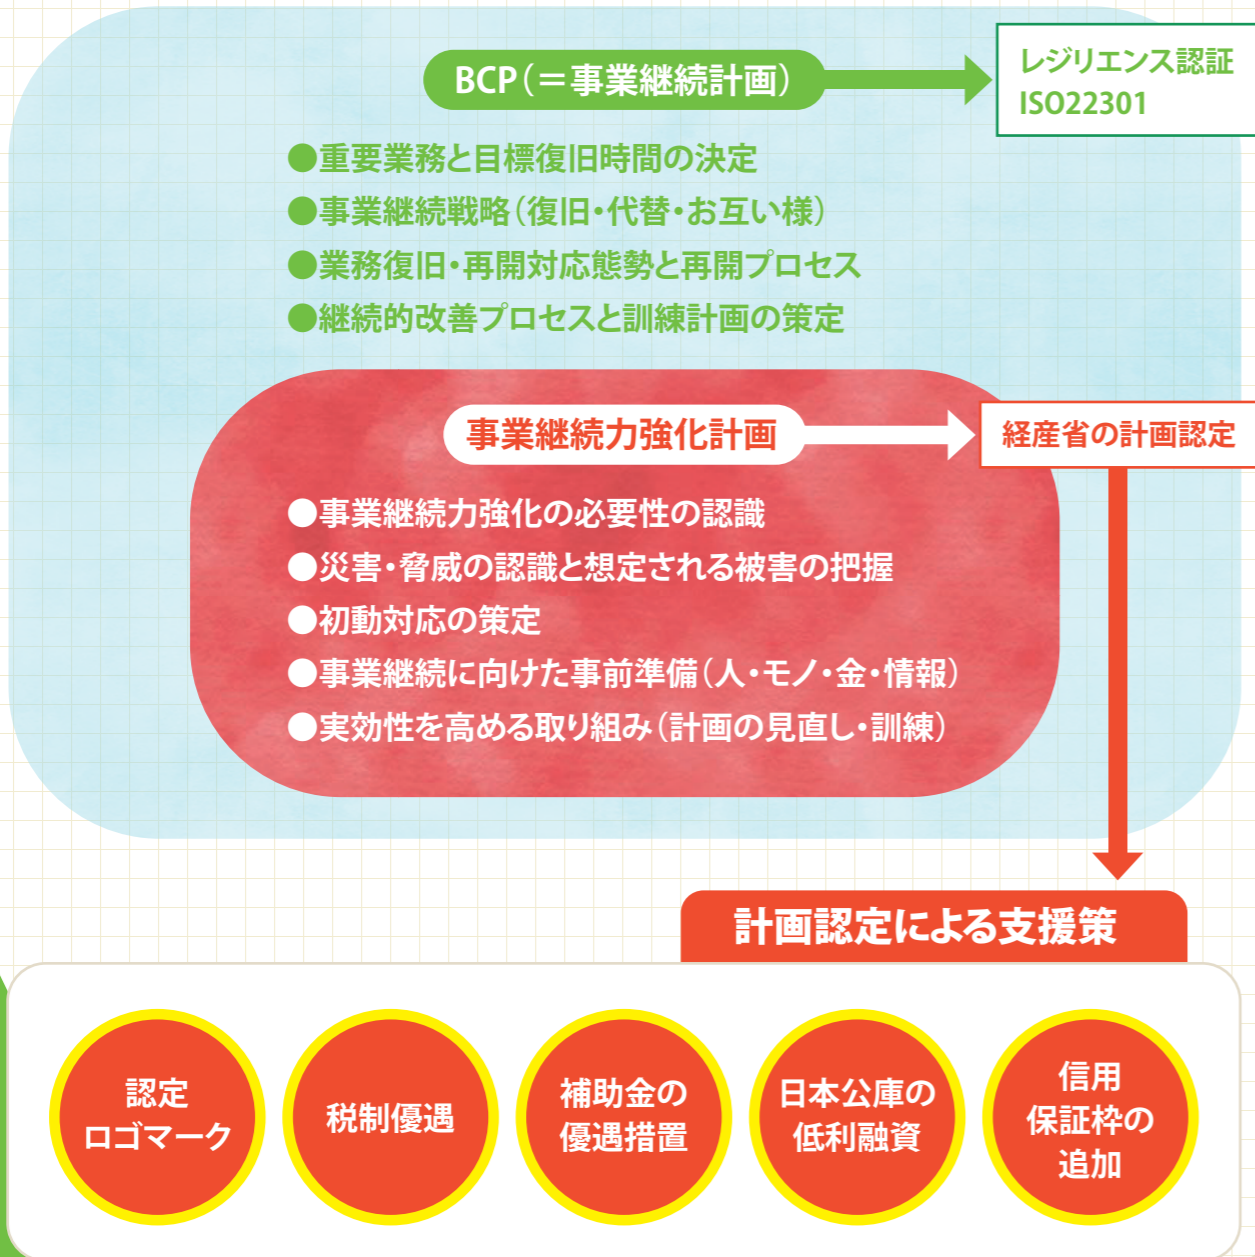 BCP（＝事業継続計画）
レジリエンス認証
ISO22301
●重要業務と目標復旧時間の決定
●事業継続戦略（復旧・代替・お互い様）
●業務復旧・再開対応態勢と再開プロセス
●継続的改善プロセスと訓練計画の策定
事業継続力強化計画
経産省の計画認定
●事業継続力強化の必要性の認識
●災害・脅威の認識と想定される被害の把握
●初動対応の策定
●事業継続に向けた事前準備（人・モノ・金・情報）
●実効性を高める取り組み（計画の見直し・訓練）
計画認定による支援策
認定
ロゴマーク
税制優遇
補助金の
優遇措置
日本公庫の
低利融資
信用
保証枠の
追加